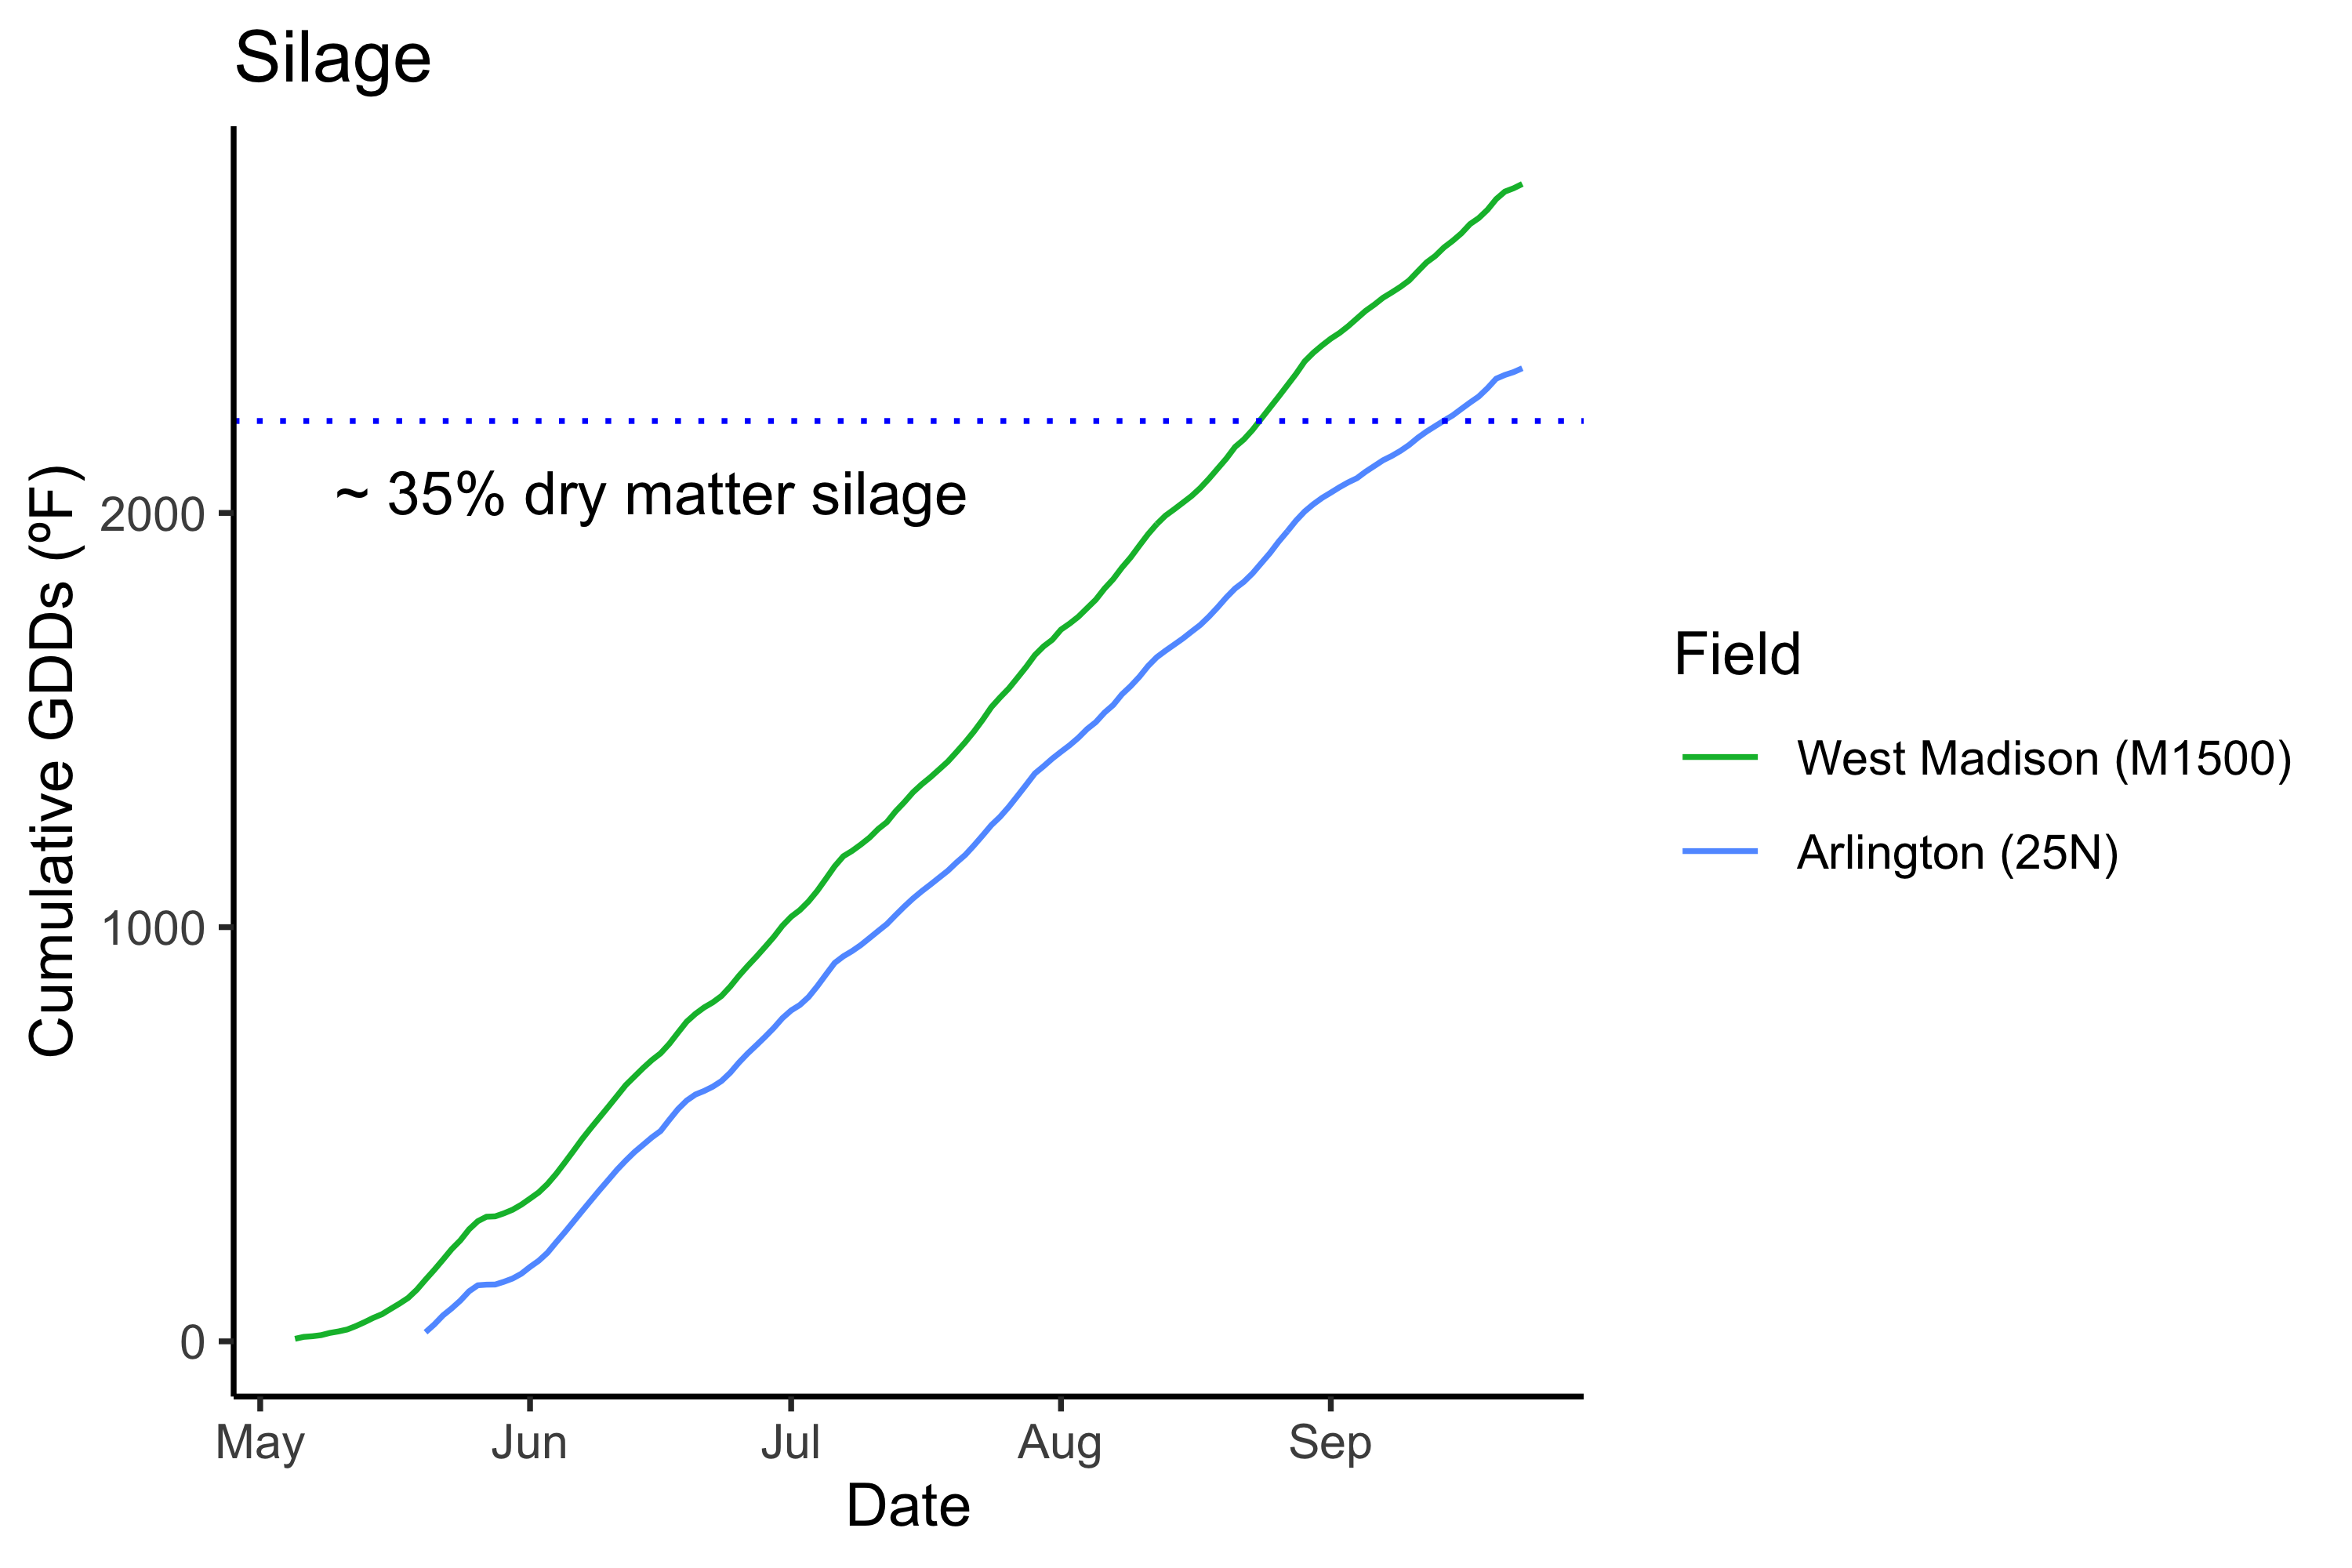 Silage
Cumulative GDDs (ºF)
2000
1000
0
~ 35% dry matter silage
May Jun Jul Aug Sep
Date
Field
West Madison (M1500)
Arlington (25N)